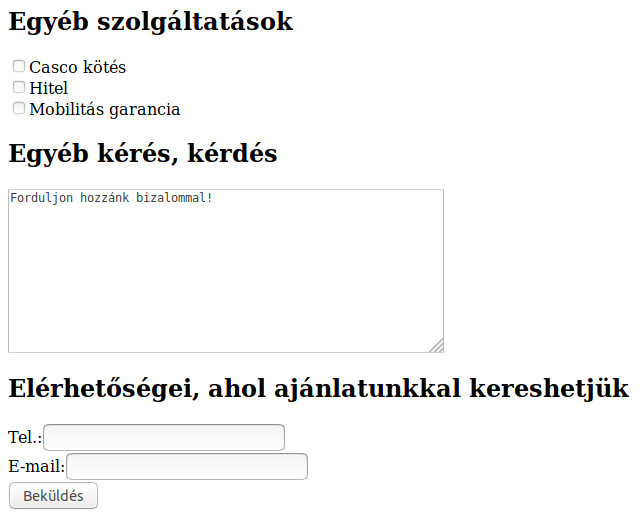 Egyéb szolgáltatások
Casco kötés
Hitel
Mobilitás garancia
Egyéb kérés, kérdés
Forduljon hozzánk bizalommal!
Elérhetőségei, ahol ajánlatunkkal kereshetjük
Tel.:
E-mail:
Beküldés